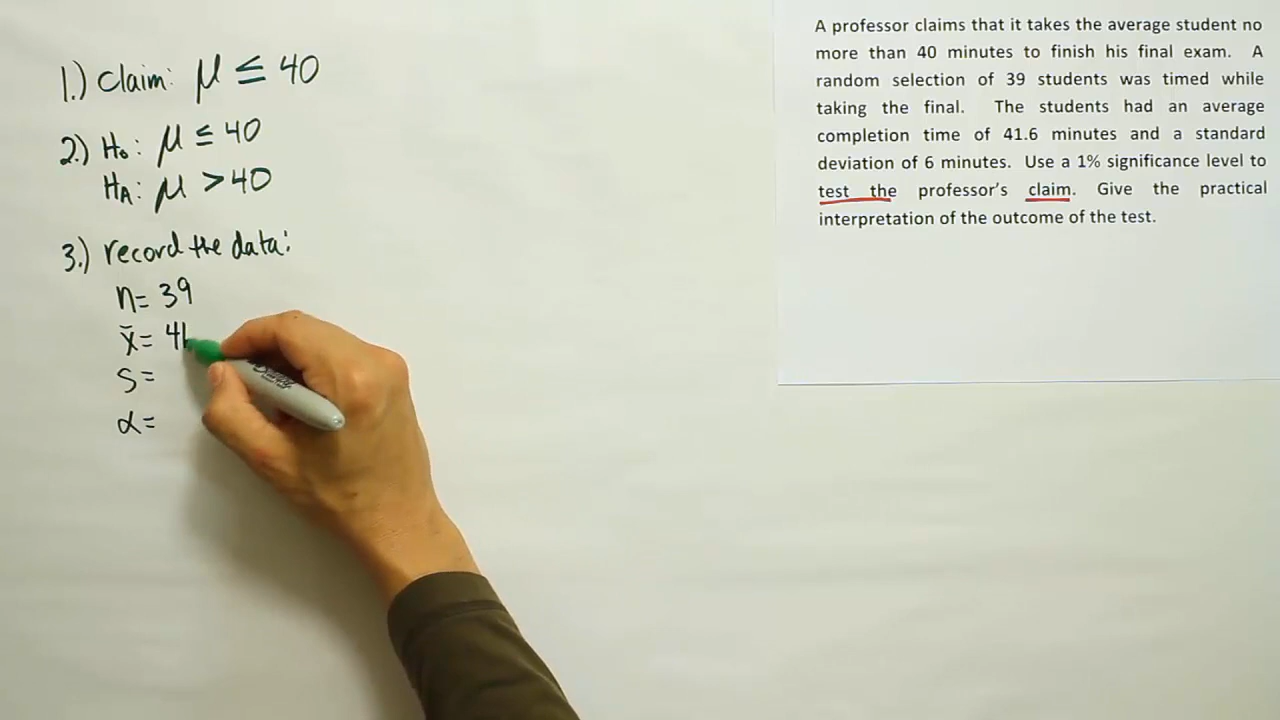 1.) Claim: μ ≤ 40
2.) H₀: μ ≤ 40
H_A: μ > 40
3.) record the data:
n = 39
x̄ = 41
s =
α =
A professor claims that it takes the average student no
more than 40 minutes to finish his final exam. A
random selection of 39 students was timed while
taking the final. The students had an average
completion time of 41.6 minutes and a standard
deviation of 6 minutes. Use a 1% significance level to
test the professor's claim. Give the practical
interpretation of the outcome of the test.